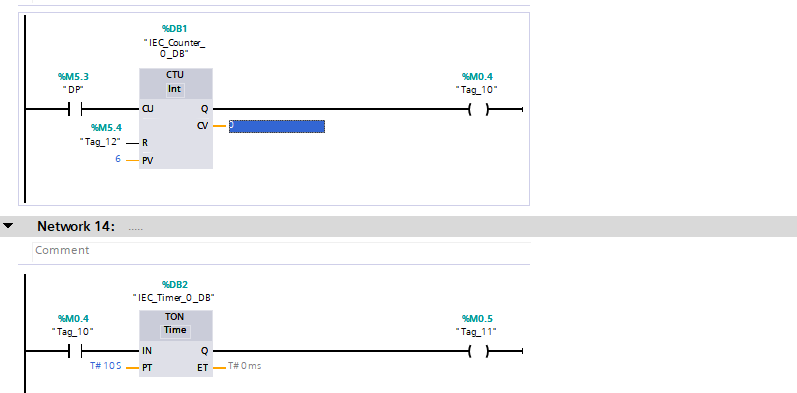 %DB1
"IEC_Counter_
0_DB"
CTU
Int
%M5.3
"DP"
CU
Q
%M0.4
"Tag_10"
CV
0
%M5.4
"Tag_12"
R
6
PV
Network 14:
.....
Comment
%DB2
"IEC_Timer_0_DB"
TON
Time
%M0.4
"Tag_10"
IN
Q
%M0.5
"Tag_11"
T#10S
PT
ET
T#0ms